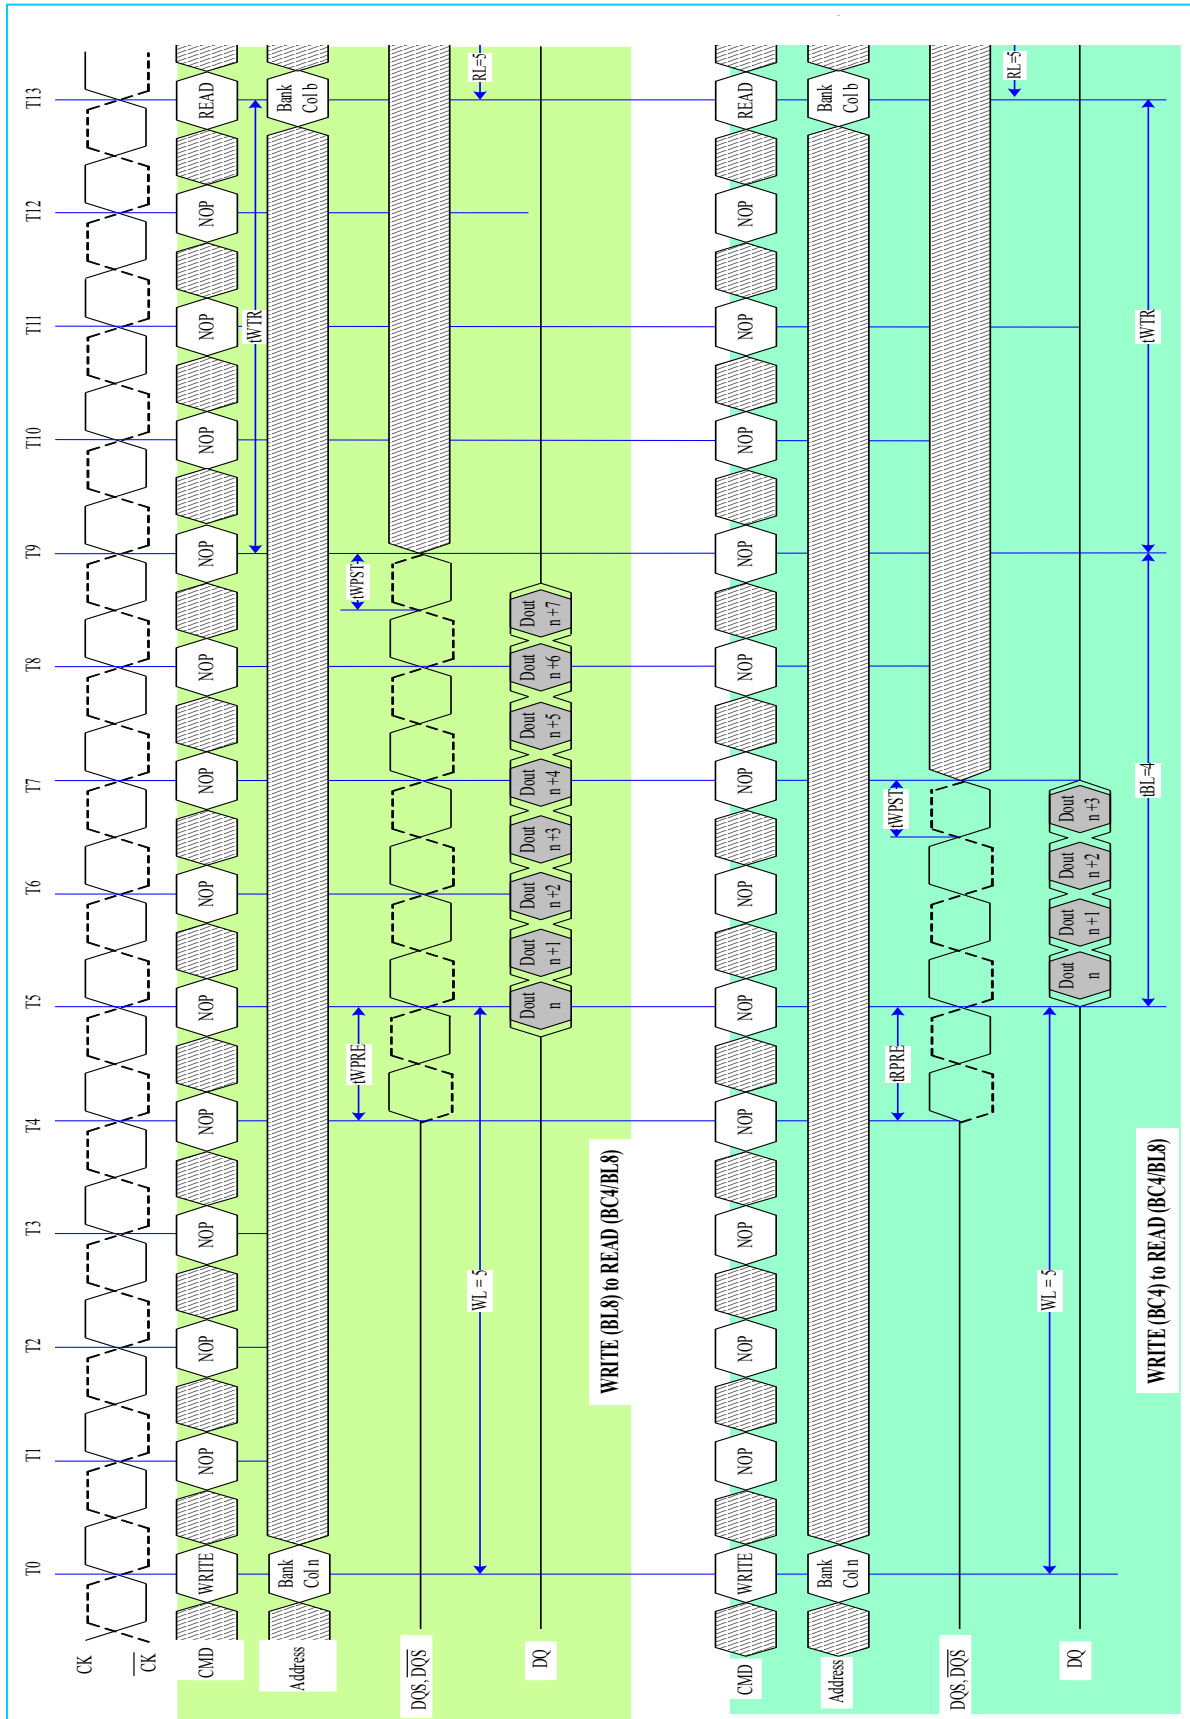 T0 T1 T2 T3 T4 T5 T6 T7 T8 T9 T10 T11 T12 T13
CK
CK
CMD WRITE NOP NOP NOP NOP NOP NOP NOP NOP NOP NOP NOP NOP READ
tWTR
Address Bank Bank
Col n Col b
tWPRE tWPST
DQS, DQS
WL = 5 RL=5
DQ Dout Dout Dout Dout Dout Dout Dout Dout
n n+1 n+2 n+3 n+4 n+5 n+6 n+7
WRITE (BL8) to READ (BC4/BL8)
CMD WRITE NOP NOP NOP NOP NOP NOP NOP NOP NOP NOP NOP NOP READ
Address Bank Bank
Col n Col b
tRPRE tWPST
DQS, DQS
WL = 5 RL=5
DQ Dout Dout Dout Dout
n n+1 n+2 n+3
tBL=4 tWTR
WRITE (BC4) to READ (BC4/BL8)